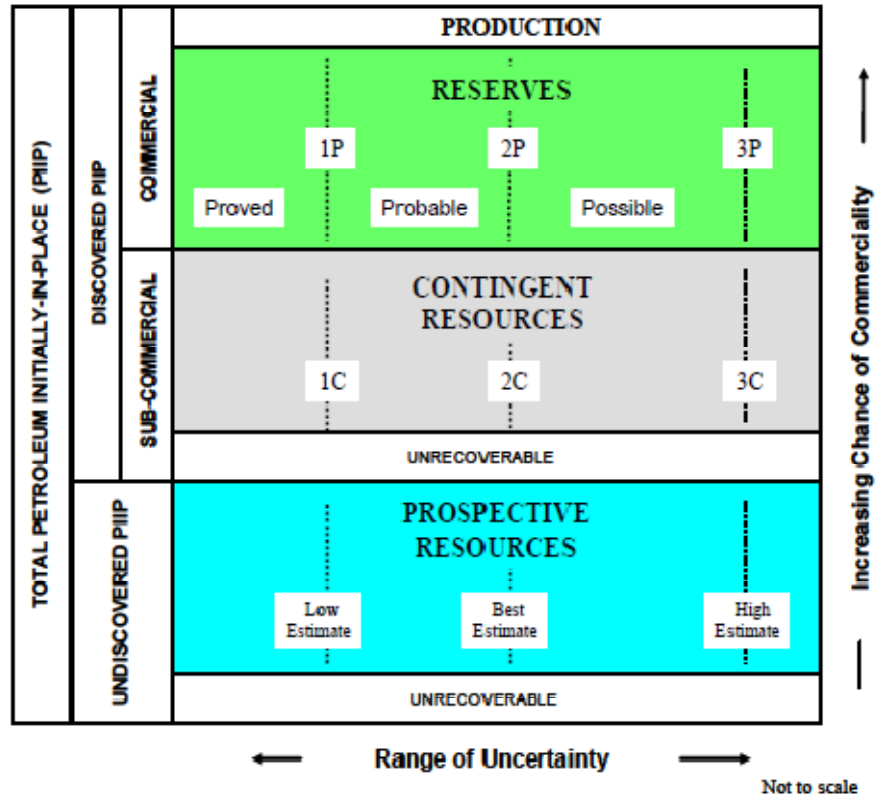 TOTAL PETROLEUM INITIALLY-IN-PLACE (PIIP)
DISCOVERED PIIP
UNDISCOVERED PIIP
COMMERCIAL
SUB-COMMERCIAL
PRODUCTION
RESERVES
1P
2P
3P
Proved
Probable
Possible
CONTINGENT
RESOURCES
1C
2C
3C
UNRECOVERABLE
PROSPECTIVE
RESOURCES
Low
Estimate
Best
Estimate
High
Estimate
UNRECOVERABLE
Increasing Chance of Commerciality
Range of Uncertainty
Not to scale